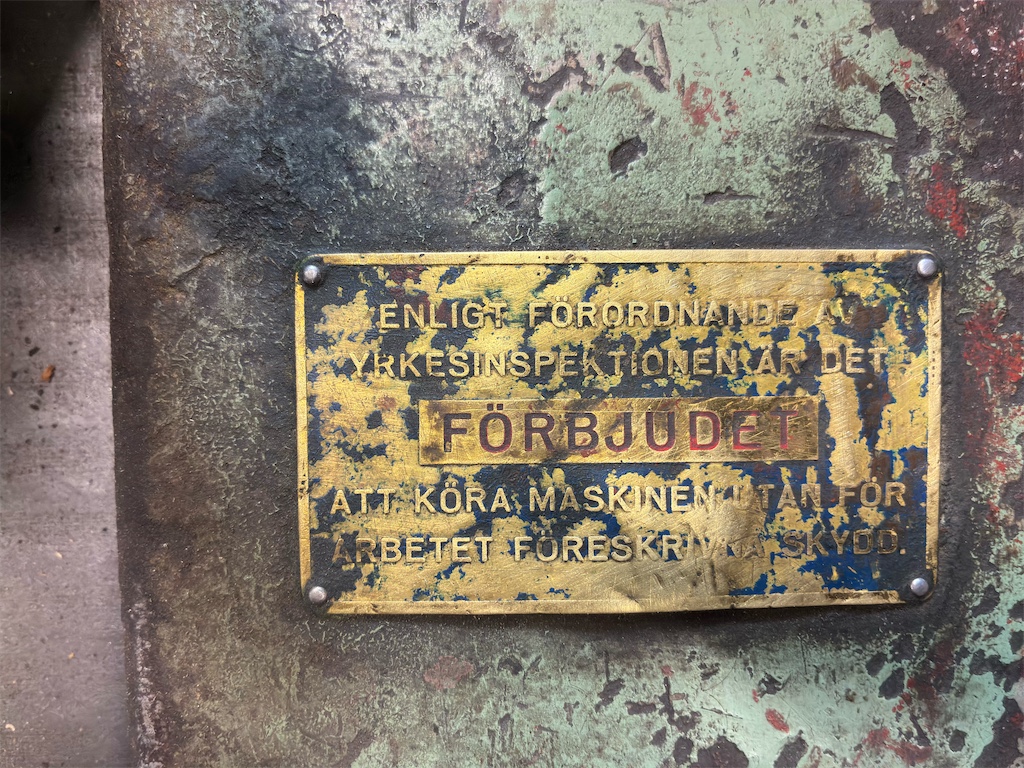 ENLIGT FÖRORDNANDE AV
YRKESINSPEKTIONEN ÄR DET
FÖRBJUDET
ATT KÖRA MASKINEN UTAN FÖR
ARBETET FÖRESKRIVNA SKYDD.